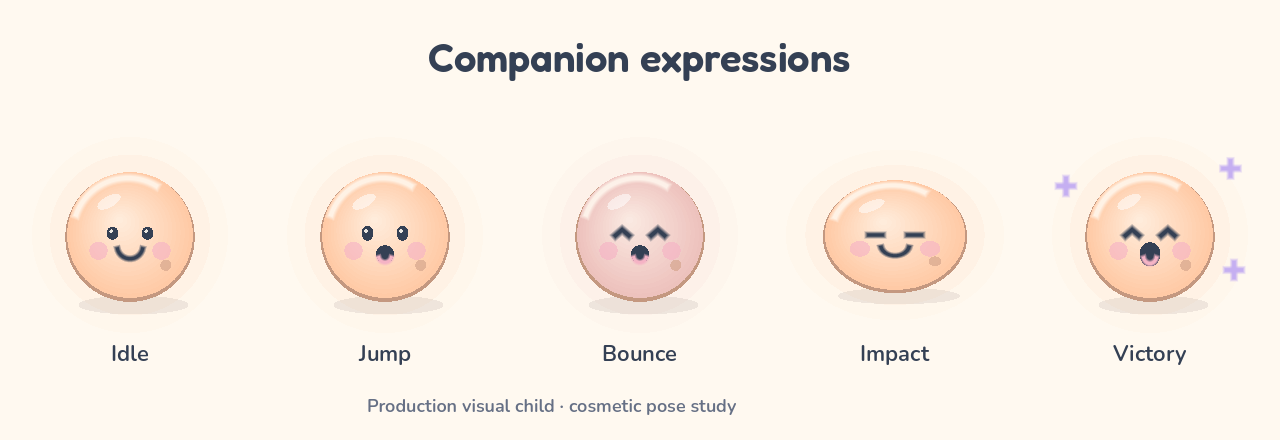 Companion expressions
Idle
Jump
Bounce
Impact
Victory
Production visual child · cosmetic pose study